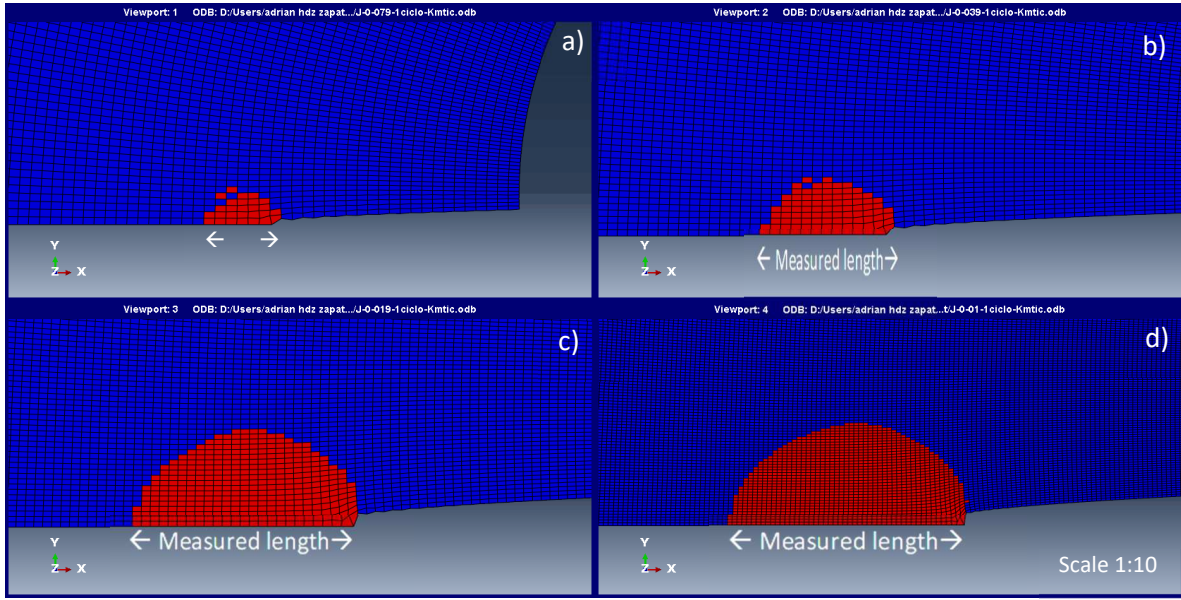 Viewport: 1 ODB: D:/Users/adrian hdz zapat.../J-0-079-1ciclo-Kmtic.odb
a)
Y
Z X
Viewport: 2 ODB: D:/Users/adrian hdz zapat.../J-0-039-1ciclo-Kmtic.odb
b)
← Measured length→
Y
Z X
Viewport: 3 ODB: D:/Users/adrian hdz zapat.../J-0-019-1ciclo-Kmtic.odb
c)
← Measured length→
Y
Z X
Viewport: 4 ODB: D:/Users/adrian hdz zapat...t/J-0-01-1ciclo-Kmtic.odb
d)
← Measured length→
Y
Z X
Scale 1:10